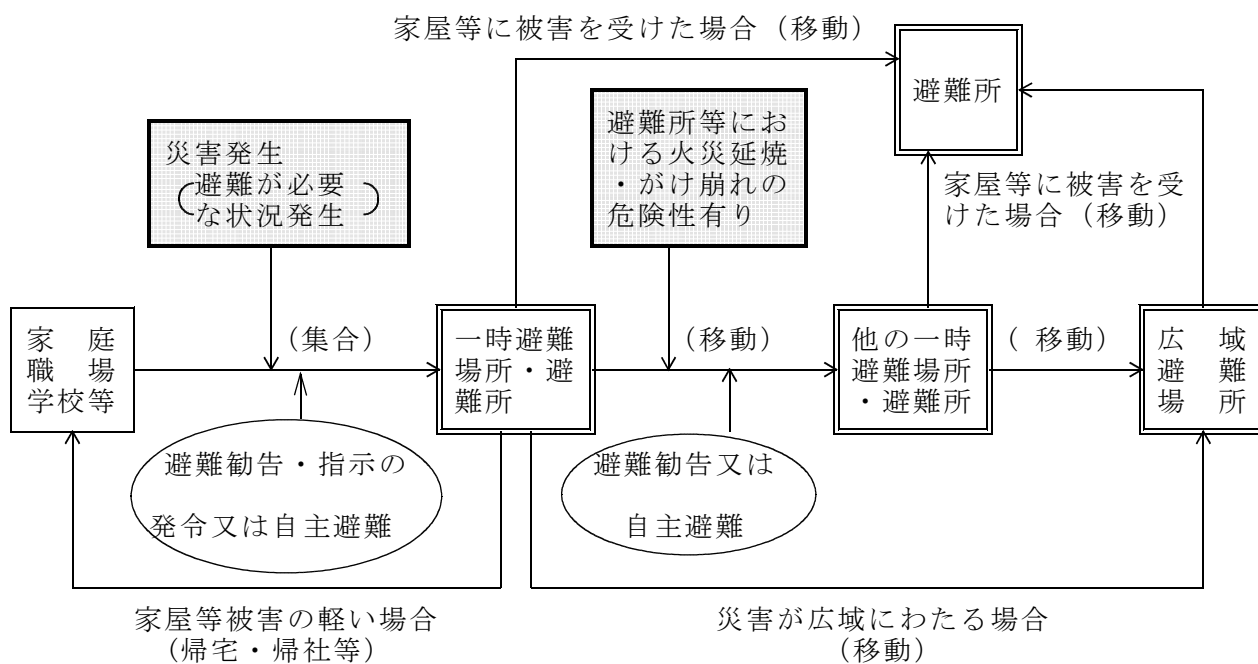 家屋等に被害を受けた場合（移動）
避難所
災害発生
避難が必要
な状況発生
避難所等にお
ける火災延焼
・がけ崩れの
危険性有り
家屋等に被害を受
けた場合（移動）
家　庭
職　場
学校等
（集合）
一時避難
場所・避
難所
（移動）
他の一時
避難場所
・避難所
（ 移動）
広　域
避　難
場　所
避難勧告・指示の
発令又は自主避難
避難勧告又は
自主避難
家屋等被害の軽い場合
（帰宅・帰社等）
災害が広域にわたる場合
（移動）